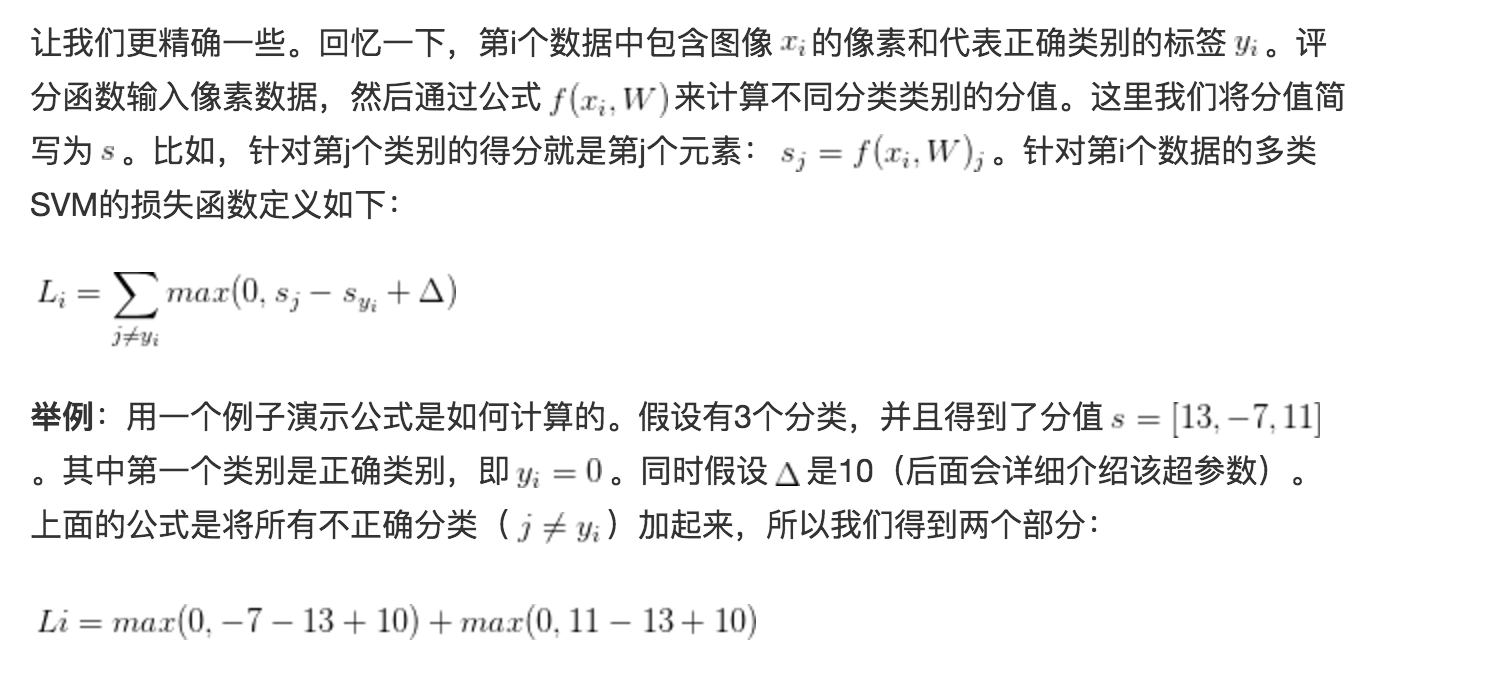 让我们更精确一些。回忆一下，第i个数据中包含图像 x_i 的像素和代表正确类别的标签 y_i 。评
分函数输入像素数据，然后通过公式 f(x_i, W) 来计算不同分类类别的分值。这里我们将分值简
写为 s 。比如，针对第j个类别的得分就是第j个元素： s_j = f(x_i, W)_j 。针对第i个数据的多类
SVM的损失函数定义如下：
L_i = ∑_{j≠y_i} max(0, s_j − s_{y_i} + Δ)
举例：用一个例子演示公式是如何计算的。假设有3个分类，并且得到了分值 s = [13, −7, 11]
。其中第一个类别是正确类别，即 y_i = 0 。同时假设 Δ 是10（后面会详细介绍该超参数）。
上面的公式是将所有不正确分类（ j ≠ y_i ）加起来，所以我们得到两个部分：
Li = max(0, −7 − 13 + 10) + max(0, 11 − 13 + 10)